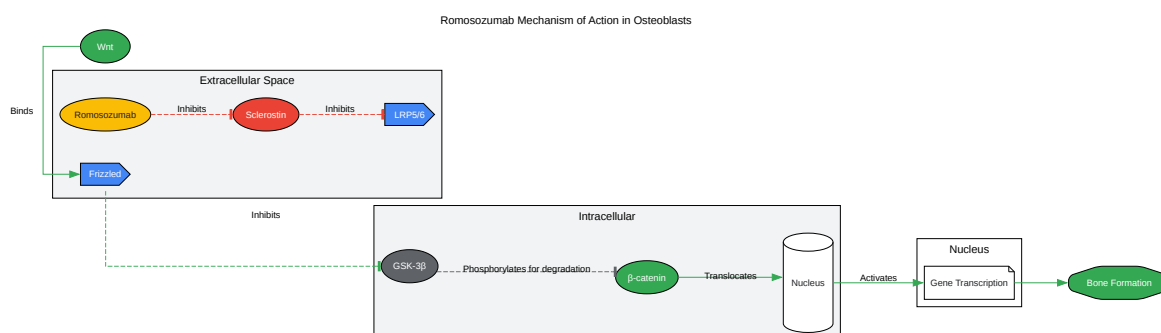 Romosozumab Mechanism of Action in Osteoblasts
Wnt
Extracellular Space
Binds
Romosozumab
Inhibits
Sclerostin
Inhibits
LRP5/6
Frizzled
Inhibits
Intracellular
GSK-3β
Phosphorylates for degradation
β-catenin
Translocates
Nucleus
Activates
Nucleus
Gene Transcription
Bone Formation